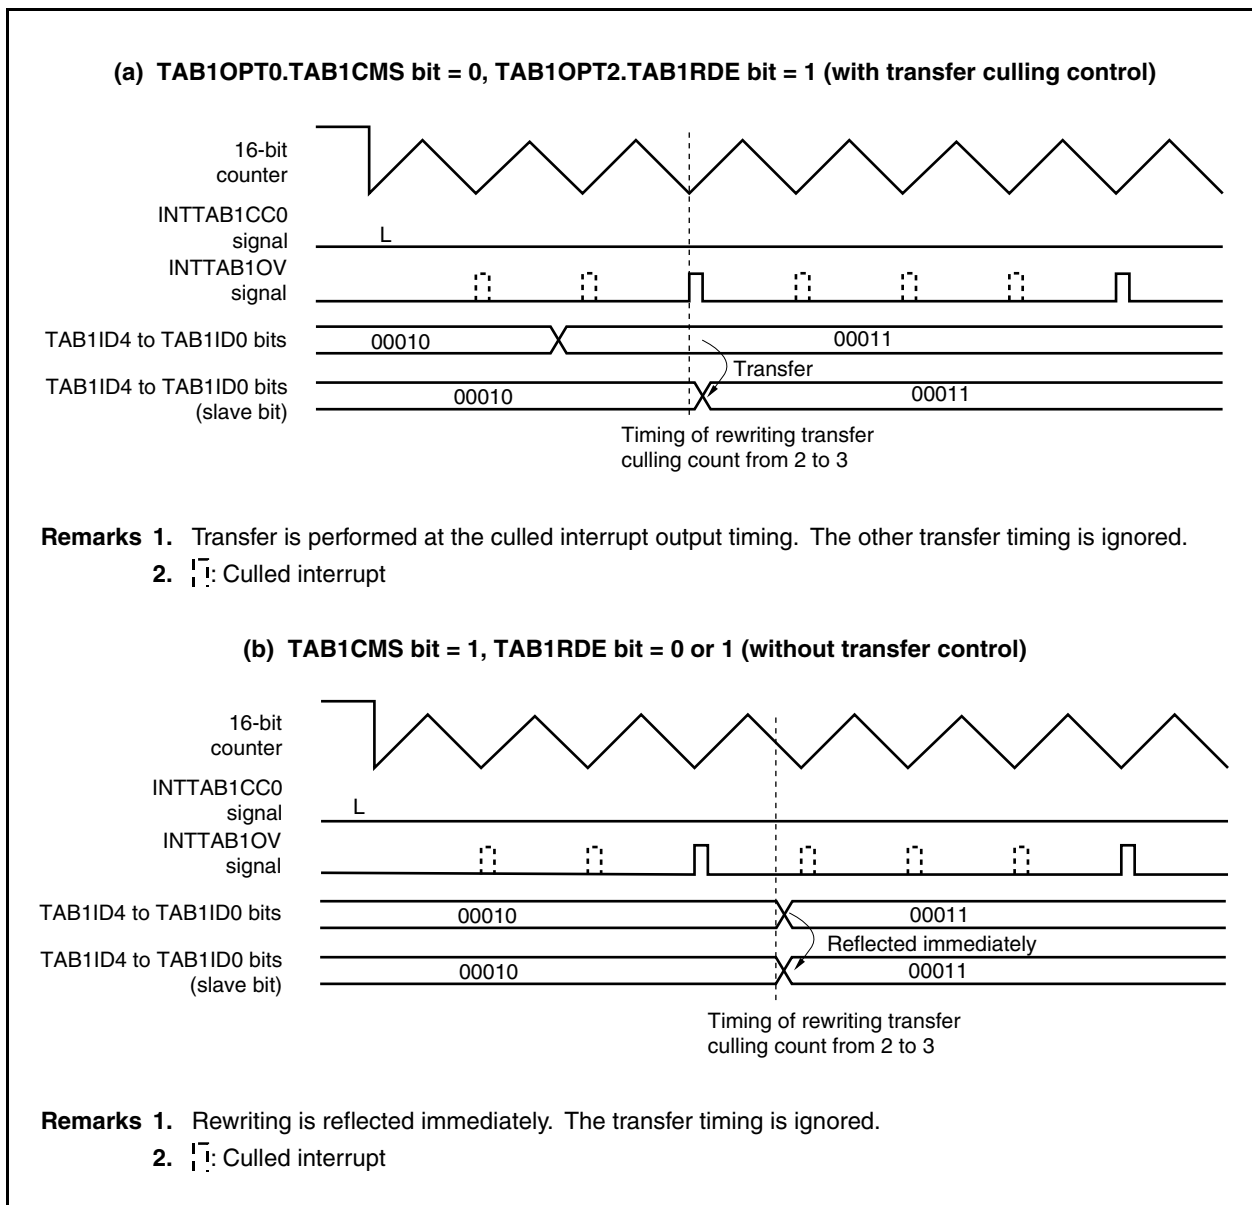 (a) TAB1OPT0.TAB1CMS bit = 0, TAB1OPT2.TAB1RDE bit = 1 (with transfer culling control)
16-bit
counter
INTTAB1CC0
signal
L
INTTAB1OV
signal
TAB1ID4 to TAB1ID0 bits
00010
00011
Transfer
TAB1ID4 to TAB1ID0 bits
(slave bit)
00010
00011
Timing of rewriting transfer
culling count from 2 to 3
Remarks 1. Transfer is performed at the culled interrupt output timing. The other transfer timing is ignored.
2. : Culled interrupt
(b) TAB1CMS bit = 1, TAB1RDE bit = 0 or 1 (without transfer control)
16-bit
counter
INTTAB1CC0
signal
L
INTTAB1OV
signal
TAB1ID4 to TAB1ID0 bits
00010
00011
Reflected immediately
TAB1ID4 to TAB1ID0 bits
(slave bit)
00010
00011
Timing of rewriting transfer
culling count from 2 to 3
Remarks 1. Rewriting is reflected immediately. The transfer timing is ignored.
2. : Culled interrupt